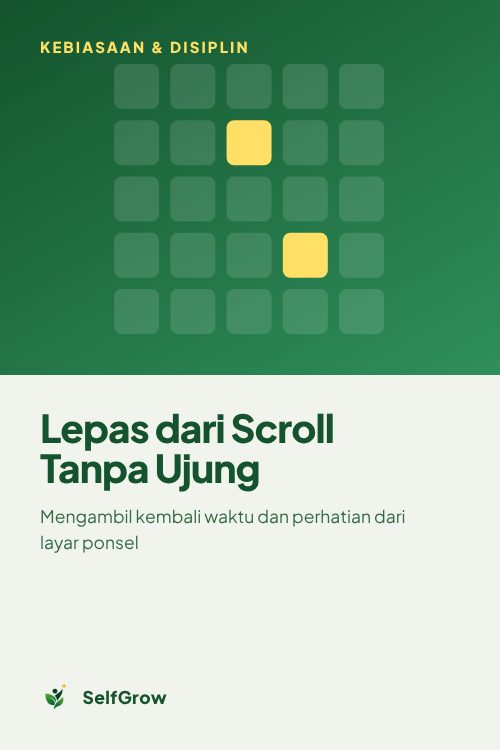 KEBIASAAN & DISIPLIN
Lepas dari Scroll
Tanpa Ujung
Mengambil kembali waktu dan perhatian dari
layar ponsel
SelfGrow